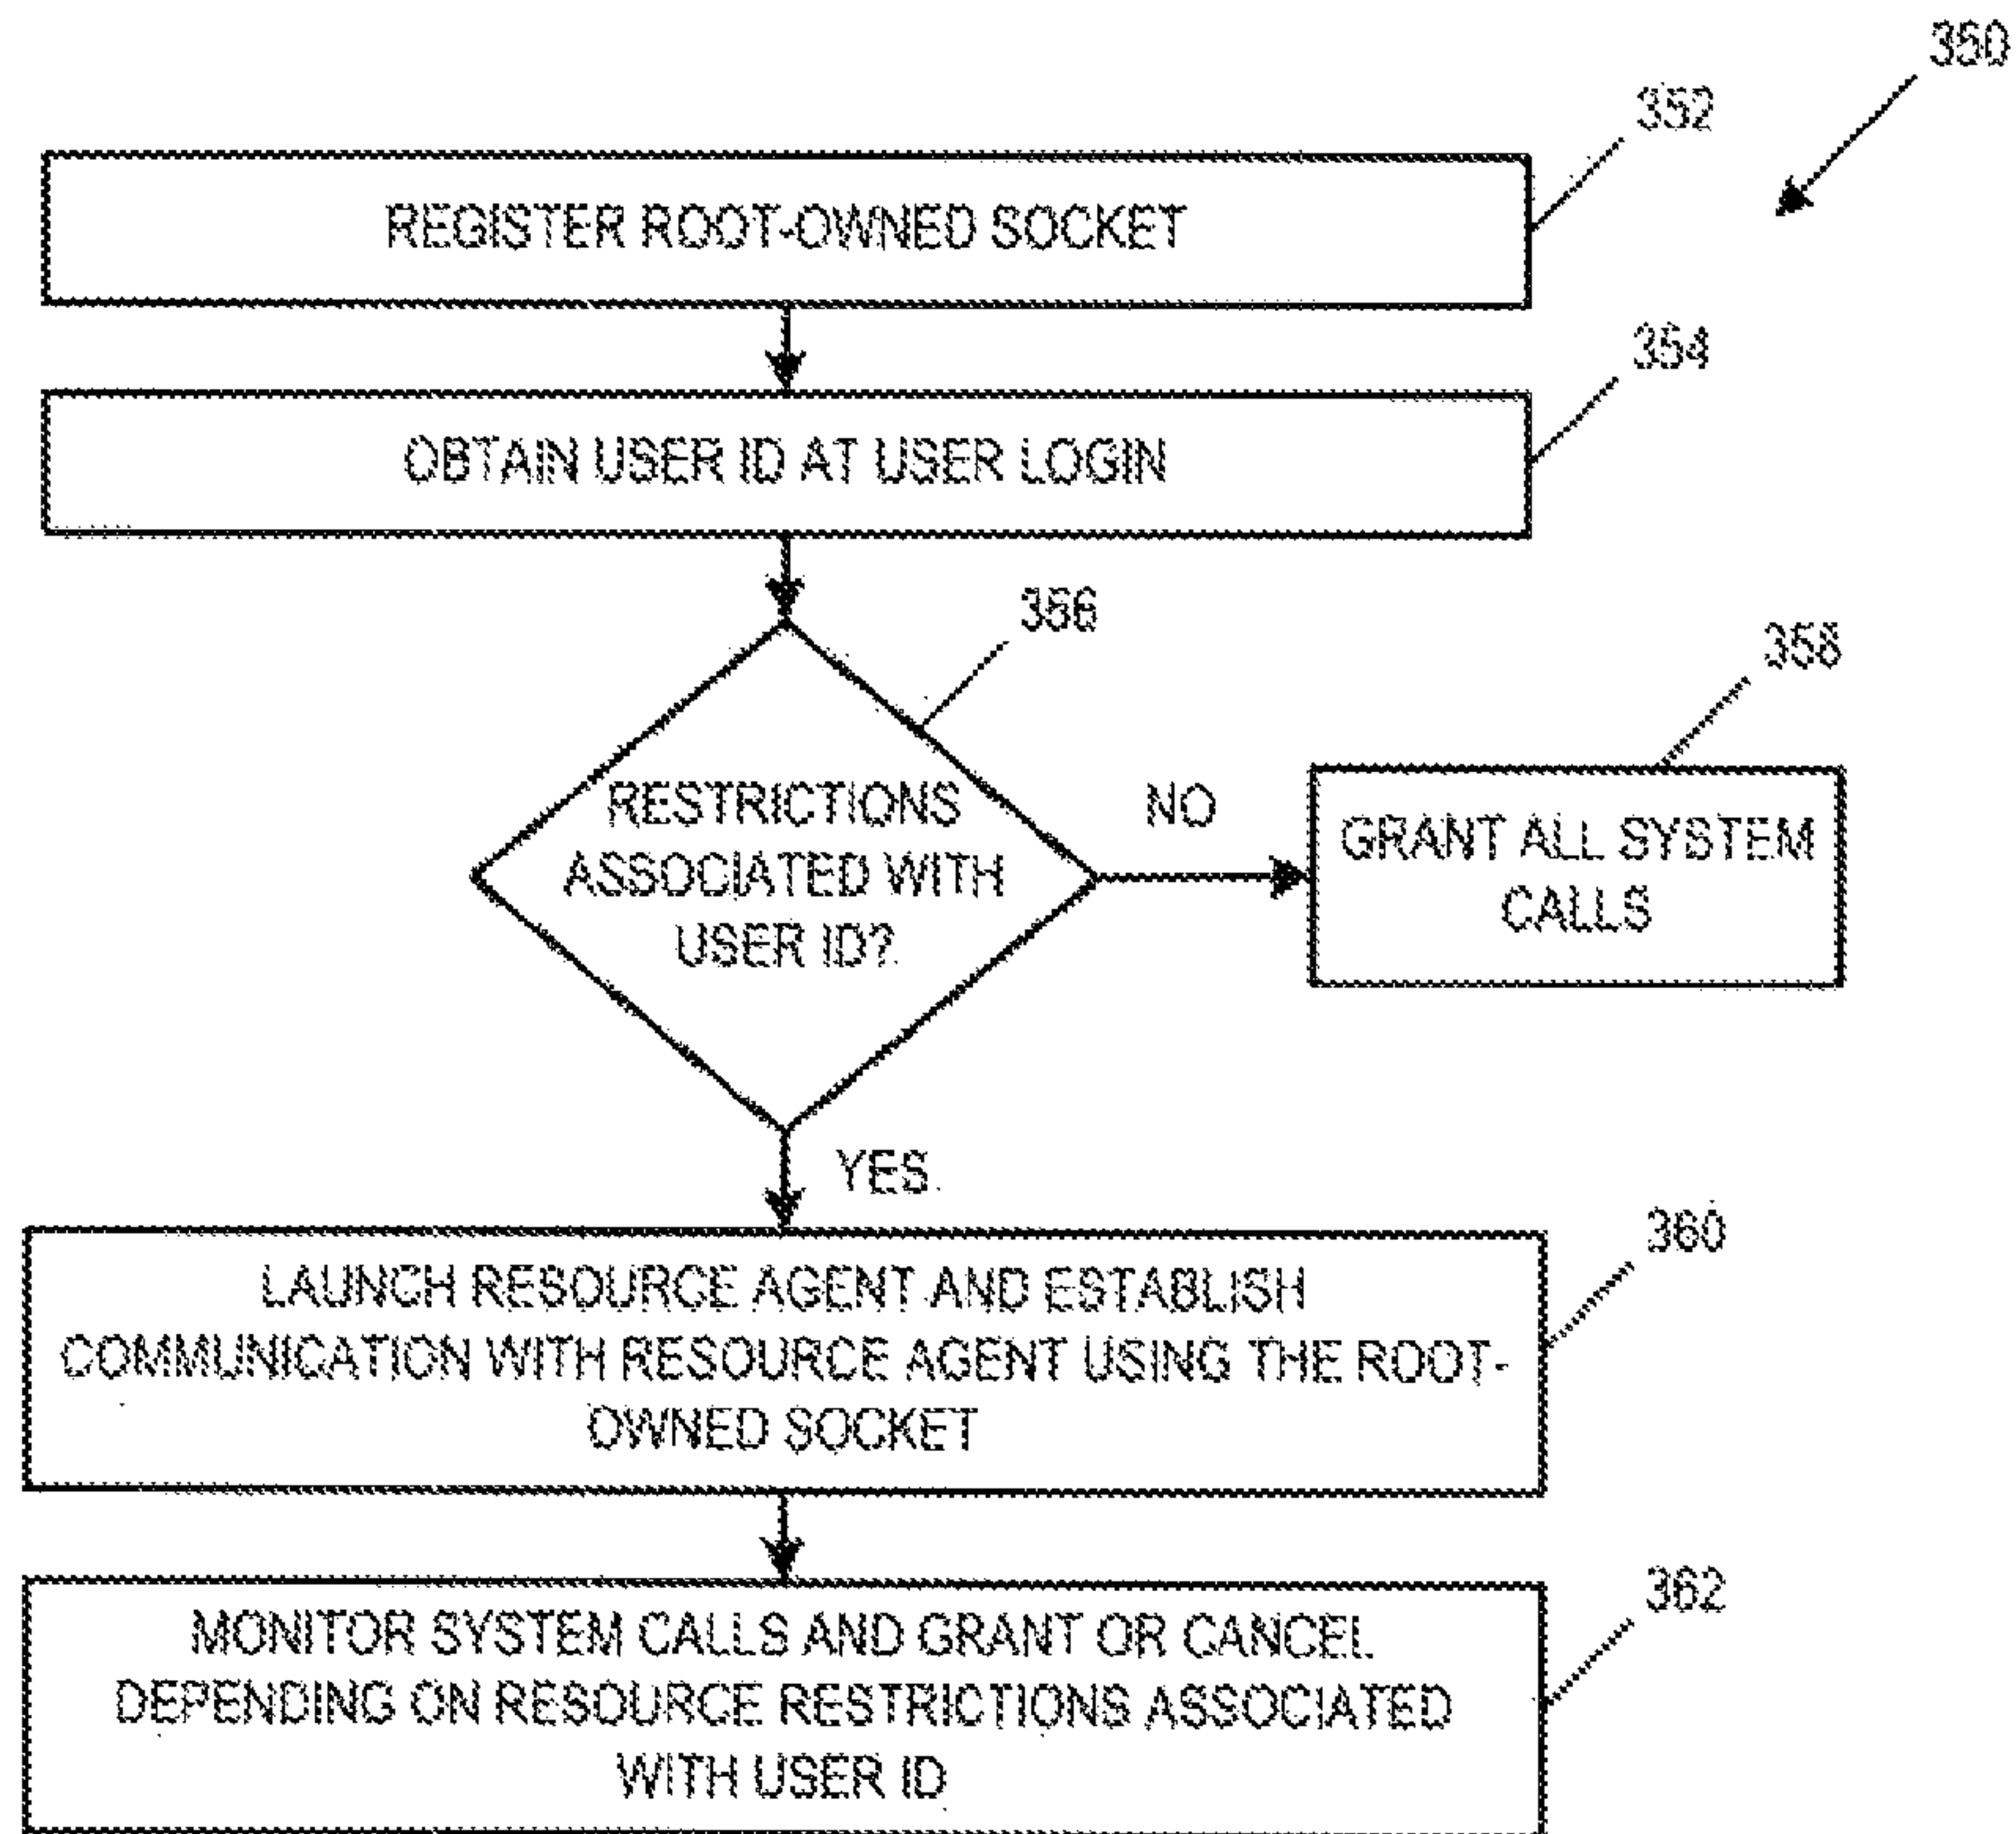 350
352
REGISTER ROOT-OWNED SOCKET
354
OBTAIN USER ID AT USER LOGIN
356
358
RESTRICTIONS
ASSOCIATED WITH
USER ID?
NO
GRANT ALL SYSTEM
CALLS
YES
360
LAUNCH RESOURCE AGENT AND ESTABLISH
COMMUNICATION WITH RESOURCE AGENT USING THE ROOT-
OWNED SOCKET
362
MONITOR SYSTEM CALLS AND GRANT OR CANCEL
DEPENDING ON RESOURCE RESTRICTIONS ASSOCIATED
WITH USER ID